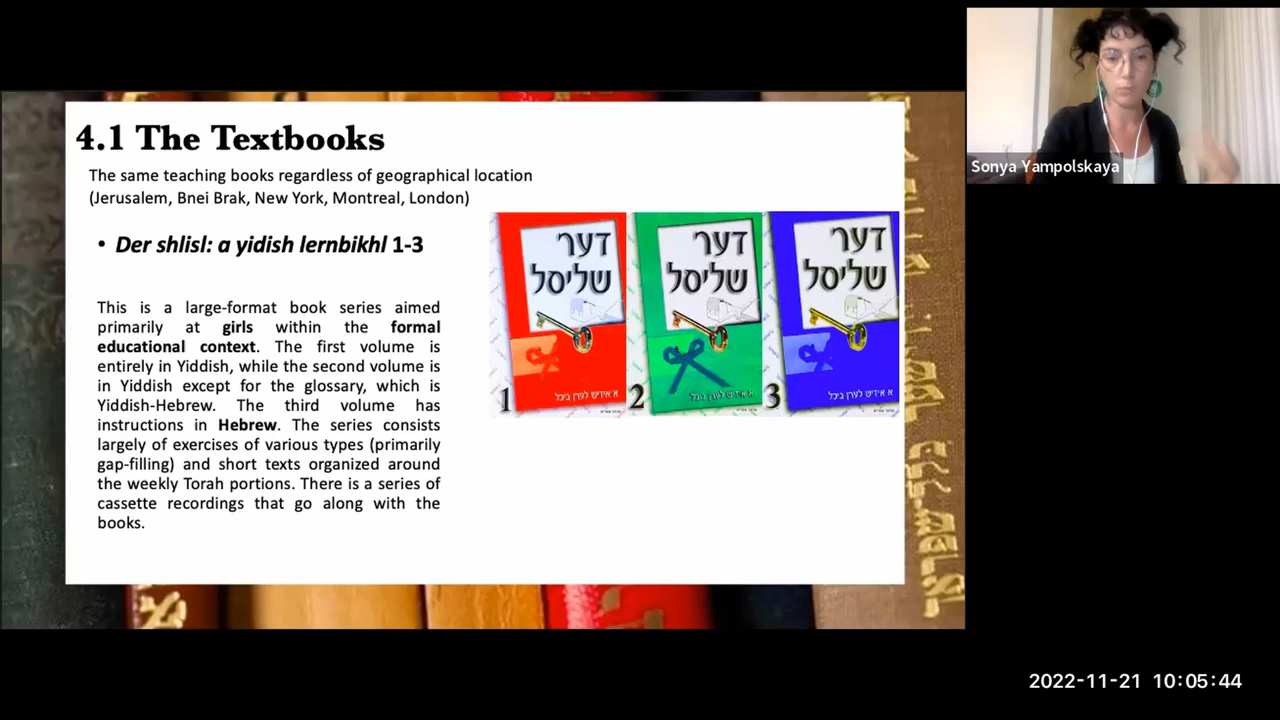 4.1 The Textbooks
The same teaching books regardless of geographical location
(Jerusalem, Bnei Brak, New York, Montreal, London)
• Der shlisl: a yidish lernbikhl 1-3
This is a large-format book series aimed
primarily at girls within the formal
educational context. The first volume is
entirely in Yiddish, while the second volume is
in Yiddish except for the glossary, which is
Yiddish-Hebrew. The third volume has
instructions in Hebrew. The series consists
largely of exercises of various types (primarily
gap-filling) and short texts organized around
the weekly Torah portions. There is a series of
cassette recordings that go along with the
books.
דער
שליסל
1
א אידיש לערן ביכל
דער
שליסל
2
א אידיש לערן ביכל
דער
שליסל
3
א אידיש לערן ביכל
Sonya Yampolskaya
2022-11-21 10:05:44